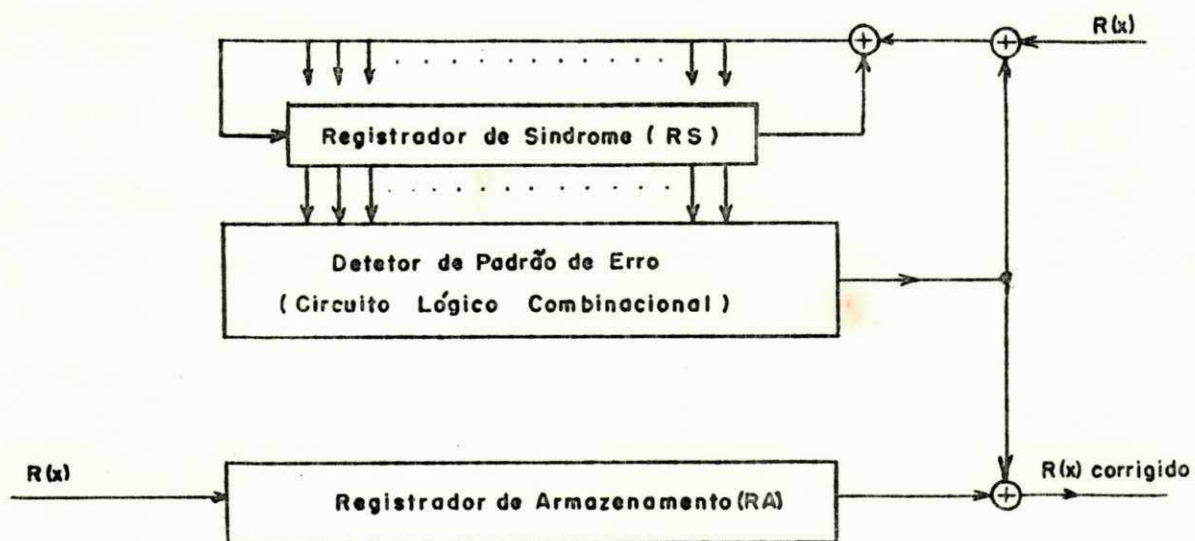 R(x)
Registrador de Sindrome ( RS )
Detetor de Padrão de Erro
( Circuito Lógico Combinacional )
R(x)
Registrador de Armazenamento (RA)
R(x) corrigido